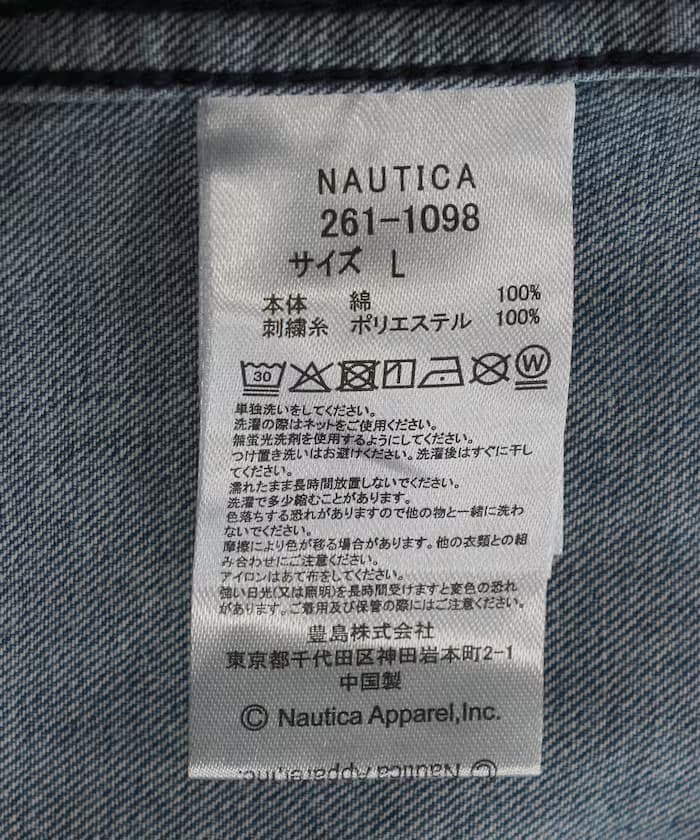 NAUTICA
261-1098
サイズ L
本体 綿 100%
刺繍糸 ポリエステル 100%
30 W
単独洗いをしてください。
洗濯の際はネットをご使用ください。
無蛍光洗剤を使用するようにしてください。
つけ置き洗いはお避けください。洗濯後はすぐに干し
てください。
濡れたまま長時間放置しないでください。
洗濯で多少縮むことがあります。
色落ちする恐れがありますので他の物と一緒に洗わ
ないでください。
摩擦により色が移る場合があります。他の衣類との組
み合わせにご注意ください。
アイロンはあて布をしてください。
強い日光(又は照明)を長時間受けますと変色の恐れ
があります。ご着用及び保管の際にはご注意ください。
豊島株式会社
東京都千代田区神田岩本町2-1
中国製
© Nautica Apparel,Inc.
© Nautica Apparel,Inc.